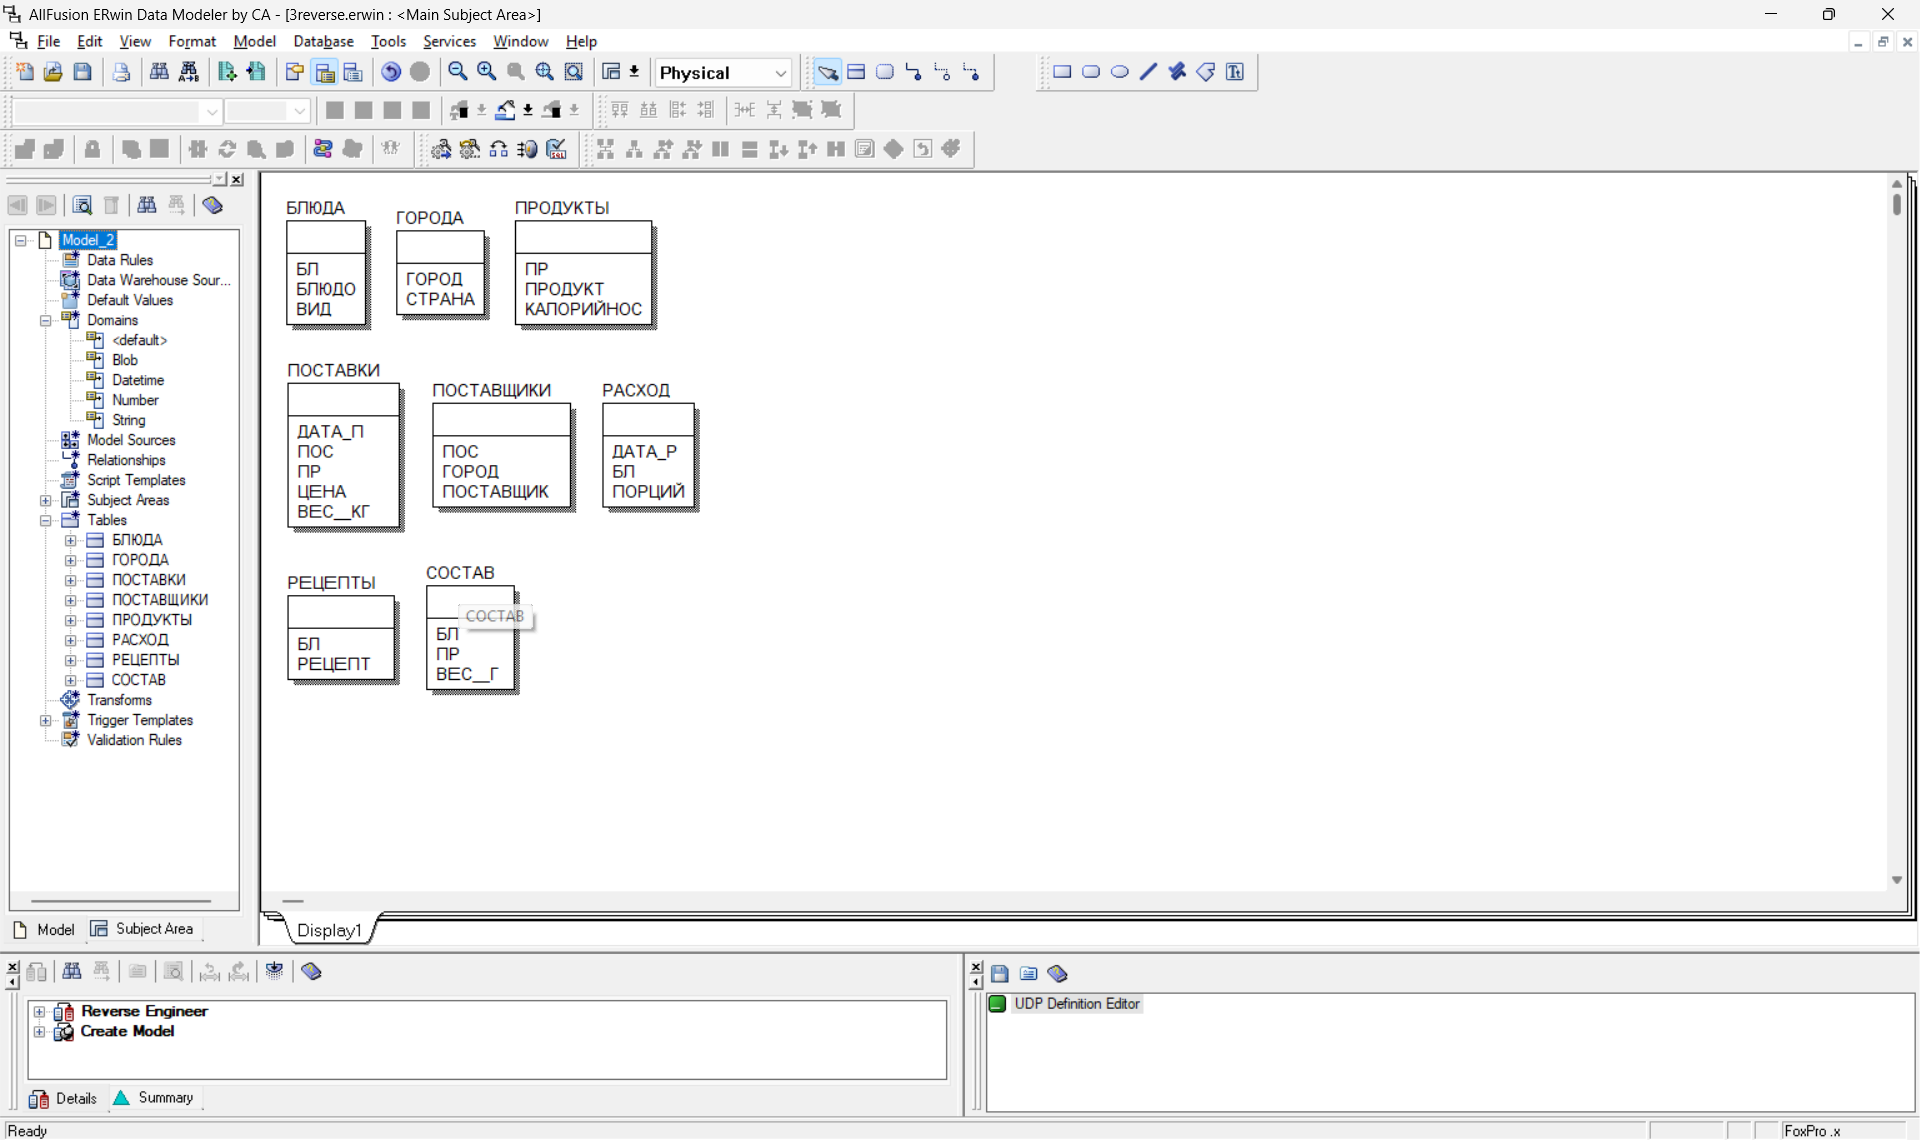 AllFusion ERwin Data Modeler by CA - [3reverse.erwin : <Main Subject Area>]
File Edit View Format Model Database Tools Services Window Help
Physical
Model_2
Data Rules
Data Warehouse Sour...
Default Values
Domains
<default>
Blob
Datetime
Number
String
Model Sources
Relationships
Script Templates
Subject Areas
Tables
БЛЮДА
ГОРОДА
ПОСТАВКИ
ПОСТАВЩИКИ
ПРОДУКТЫ
РАСХОД
РЕЦЕПТЫ
СОСТАВ
Transforms
Trigger Templates
Validation Rules
Model Subject Area
БЛЮДА
БЛ
БЛЮДО
ВИД
ГОРОДА
ГОРОД
СТРАНА
ПРОДУКТЫ
ПР
ПРОДУКТ
КАЛОРИЙНОС
ПОСТАВКИ
ДАТА_П
ПОС
ПР
ЦЕНА
ВЕС__КГ
ПОСТАВЩИКИ
ПОС
ГОРОД
ПОСТАВЩИК
РАСХОД
ДАТА_Р
БЛ
ПОРЦИЙ
РЕЦЕПТЫ
БЛ
РЕЦЕПТ
СОСТАВ
СОСТАВ
БЛ
ПР
ВЕС__Г
Display1
Reverse Engineer
Create Model
Details Summary
UDP Definition Editor
Ready
FoxPro .x